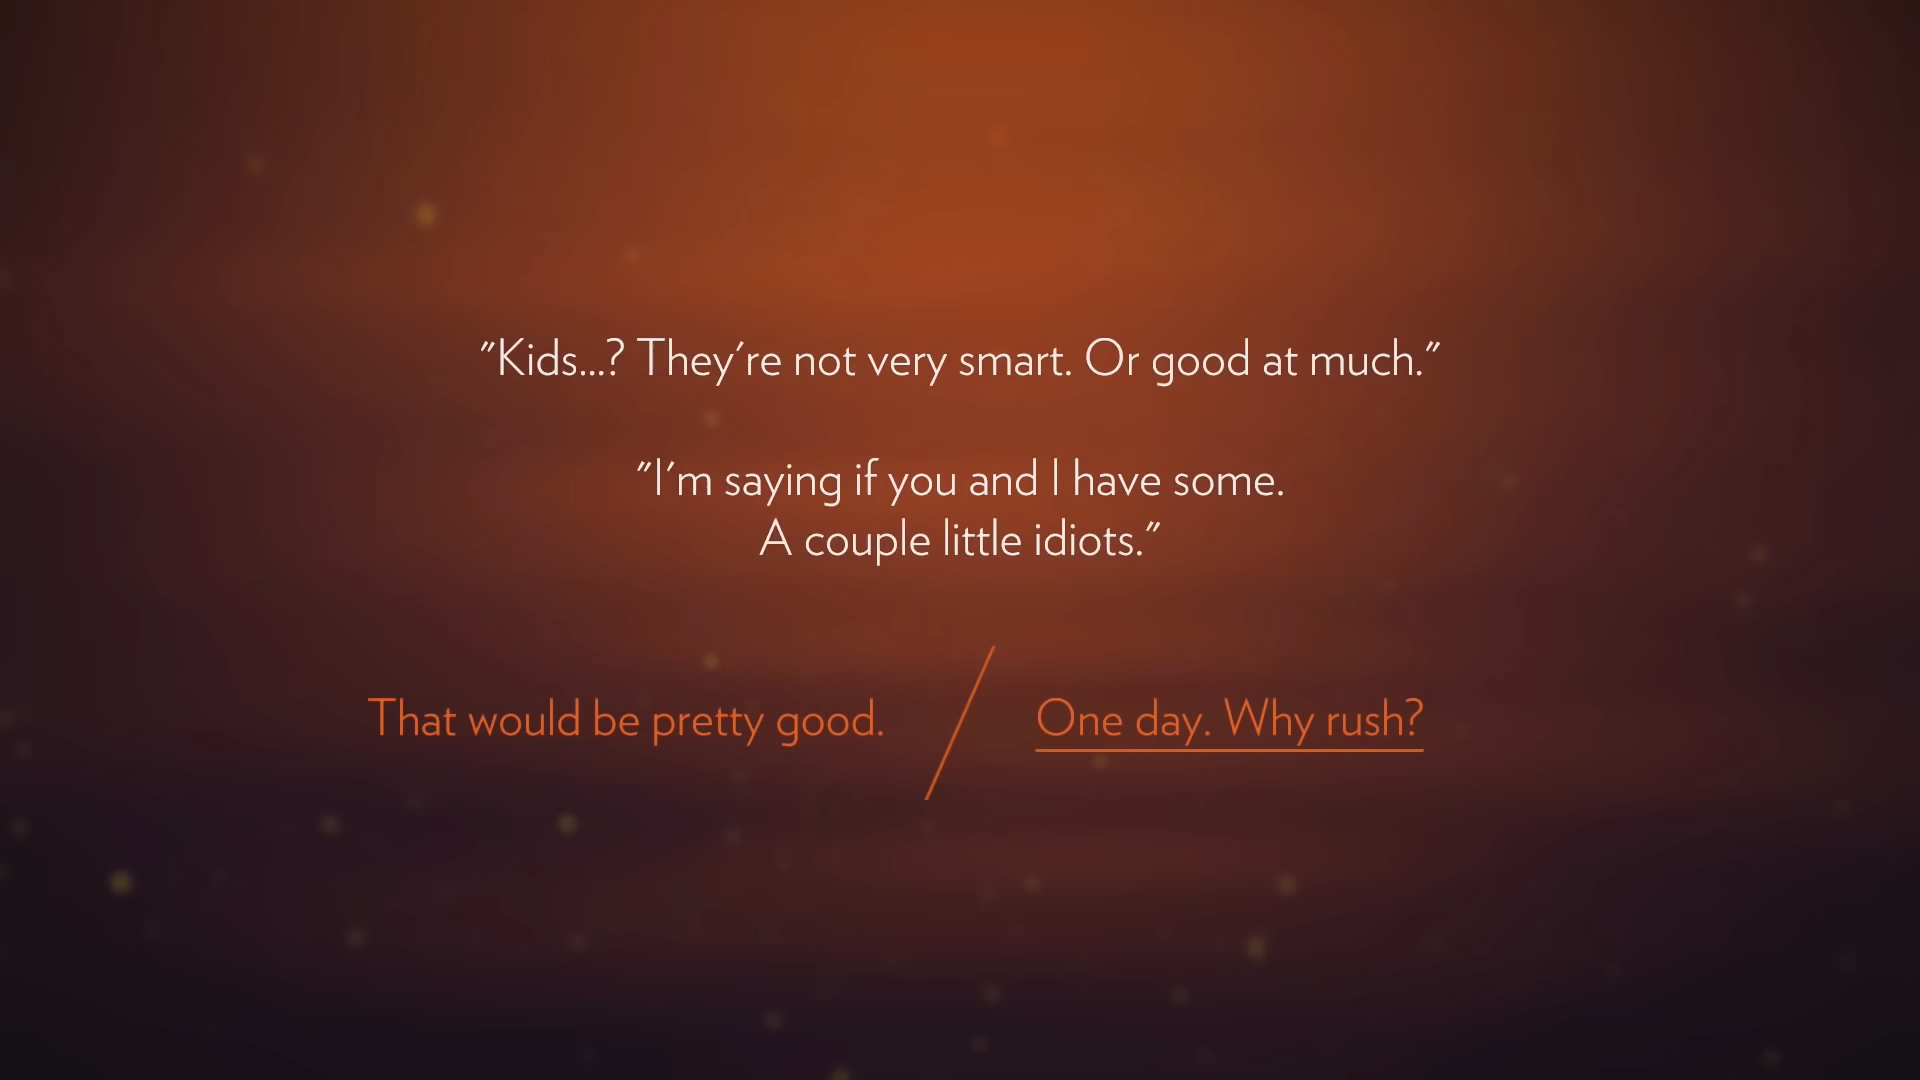 "Kids...? They're not very smart. Or good at much."
"I'm saying if you and I have some.
A couple little idiots."
That would be pretty good. / One day. Why rush?